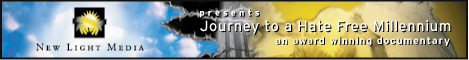 presents
Journey to a Hate Free Millennium
an award winning documentary
NEW LIGHT MEDIA